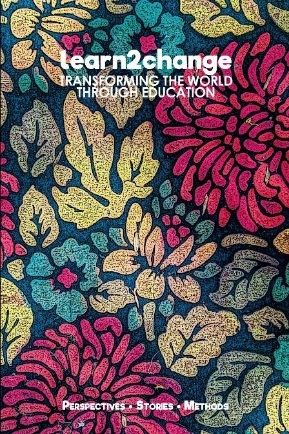 learn2change
TRANSFORMING THE WORLD
THROUGH EDUCATION
PERSPECTIVES • STORIES • METHODS